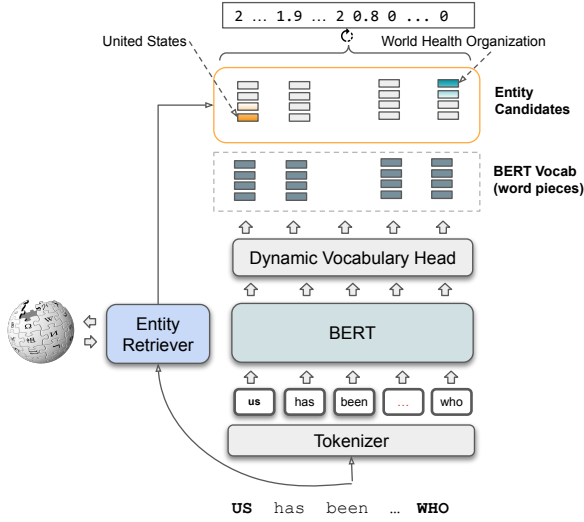 2 ... 1.9 ... 2 0.8 0 ... 0
United States
World Health Organization
Entity
Candidates
BERT Vocab
(word pieces)
Dynamic Vocabulary Head
Entity
Retriever
BERT
us has been ... who
Tokenizer
US has been … WHO